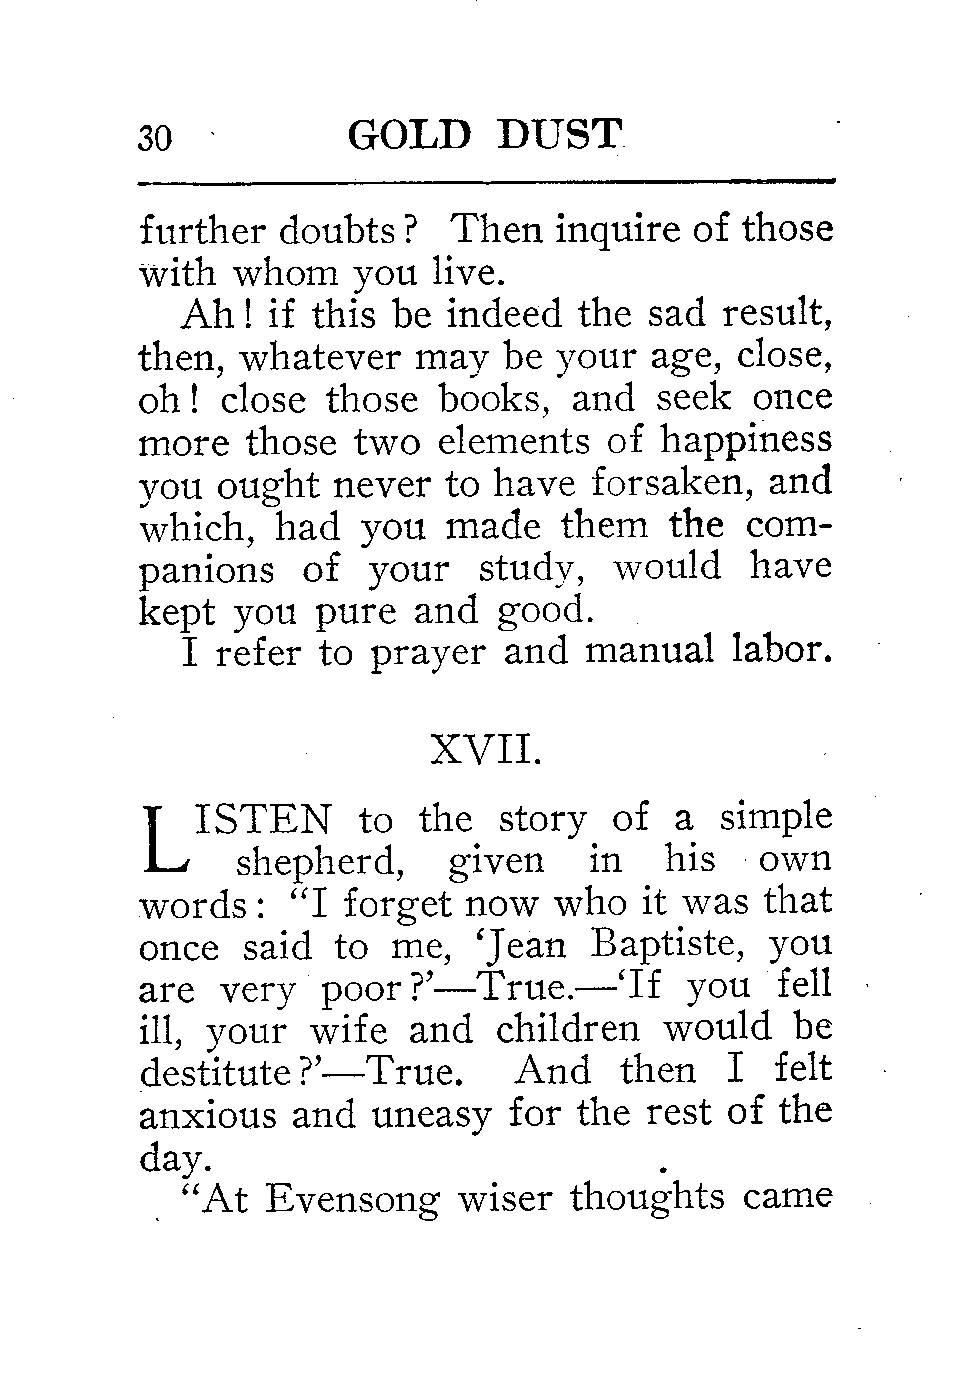 30 GOLD DUST
further doubts? Then inquire of those
with whom you live.
Ah! if this be indeed the sad result,
then, whatever may be your age, close,
oh! close those books, and seek once
more those two elements of happiness
you ought never to have forsaken, and
which, had you made them the com-
panions of your study, would have
kept you pure and good.
I refer to prayer and manual labor.
XVII.
LISTEN to the story of a simple
shepherd, given in his own
words: "I forget now who it was that
once said to me, 'Jean Baptiste, you
are very poor?'—True.—'If you fell
ill, your wife and children would be
destitute?'—True. And then I felt
anxious and uneasy for the rest of the
day.
"At Evensong wiser thoughts came